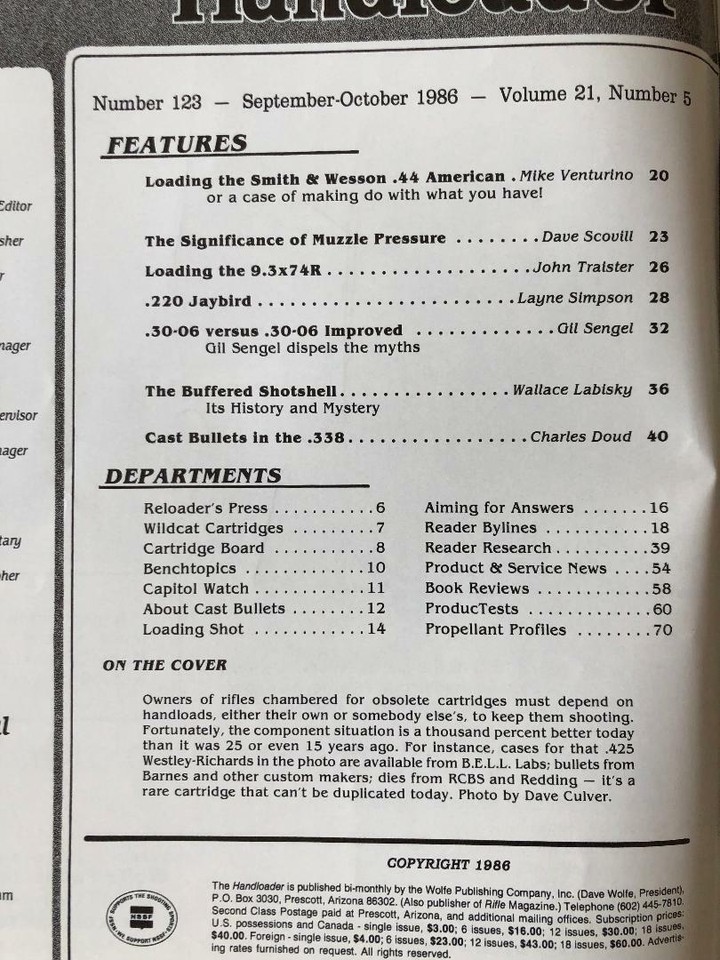 Handloader
Number 123 — September-October 1986 — Volume 21, Number 5
FEATURES
Loading the Smith & Wesson .44 American . Mike Venturino 20
or a case of making do with what you have!
The Significance of Muzzle Pressure ........ Dave Scovill 23
Loading the 9.3x74R ................... John Traister 26
.220 Jaybird ........................ Layne Simpson 28
.30-06 versus .30-06 Improved ............. Gil Sengel 32
Gil Sengel dispels the myths
The Buffered Shotshell ................ Wallace Labisky 36
Its History and Mystery
Cast Bullets in the .338 ................. Charles Doud 40
DEPARTMENTS
Reloader's Press ........... 6
Wildcat Cartridges ......... 7
Cartridge Board ........... 8
Benchtopics ............. 10
Capitol Watch ............ 11
About Cast Bullets ........ 12
Loading Shot ............ 14
Aiming for Answers ....... 16
Reader Bylines ........... 18
Reader Research .......... 39
Product & Service News .... 54
Book Reviews ............ 58
ProducTests ............. 60
Propellant Profiles ........ 70
ON THE COVER
Owners of rifles chambered for obsolete cartridges must depend on
handloads, either their own or somebody else's, to keep them shooting.
Fortunately, the component situation is a thousand percent better today
than it was 25 or even 15 years ago. For instance, cases for that .425
Westley-Richards in the photo are available from B.E.L.L. Labs; bullets from
Barnes and other custom makers; dies from RCBS and Redding — it's a
rare cartridge that can't be duplicated today. Photo by Dave Culver.
COPYRIGHT 1986
The Handloader is published bi-monthly by the Wolfe Publishing Company, Inc. (Dave Wolfe, President),
P.O. Box 3030, Prescott, Arizona 86302. (Also publisher of Rifle Magazine.) Telephone (602) 445-7810.
Second Class Postage paid at Prescott, Arizona, and additional mailing offices. Subscription prices:
U.S. possessions and Canada - single issue, $3.00; 6 issues, $16.00; 12 issues, $30.00; 18 issues,
$40.00. Foreign - single issue, $4.00; 6 issues, $23.00; 12 issues, $43.00; 18 issues, $60.00. Advertis-
ing rates furnished on request. All rights reserved.
NSSF
Editor